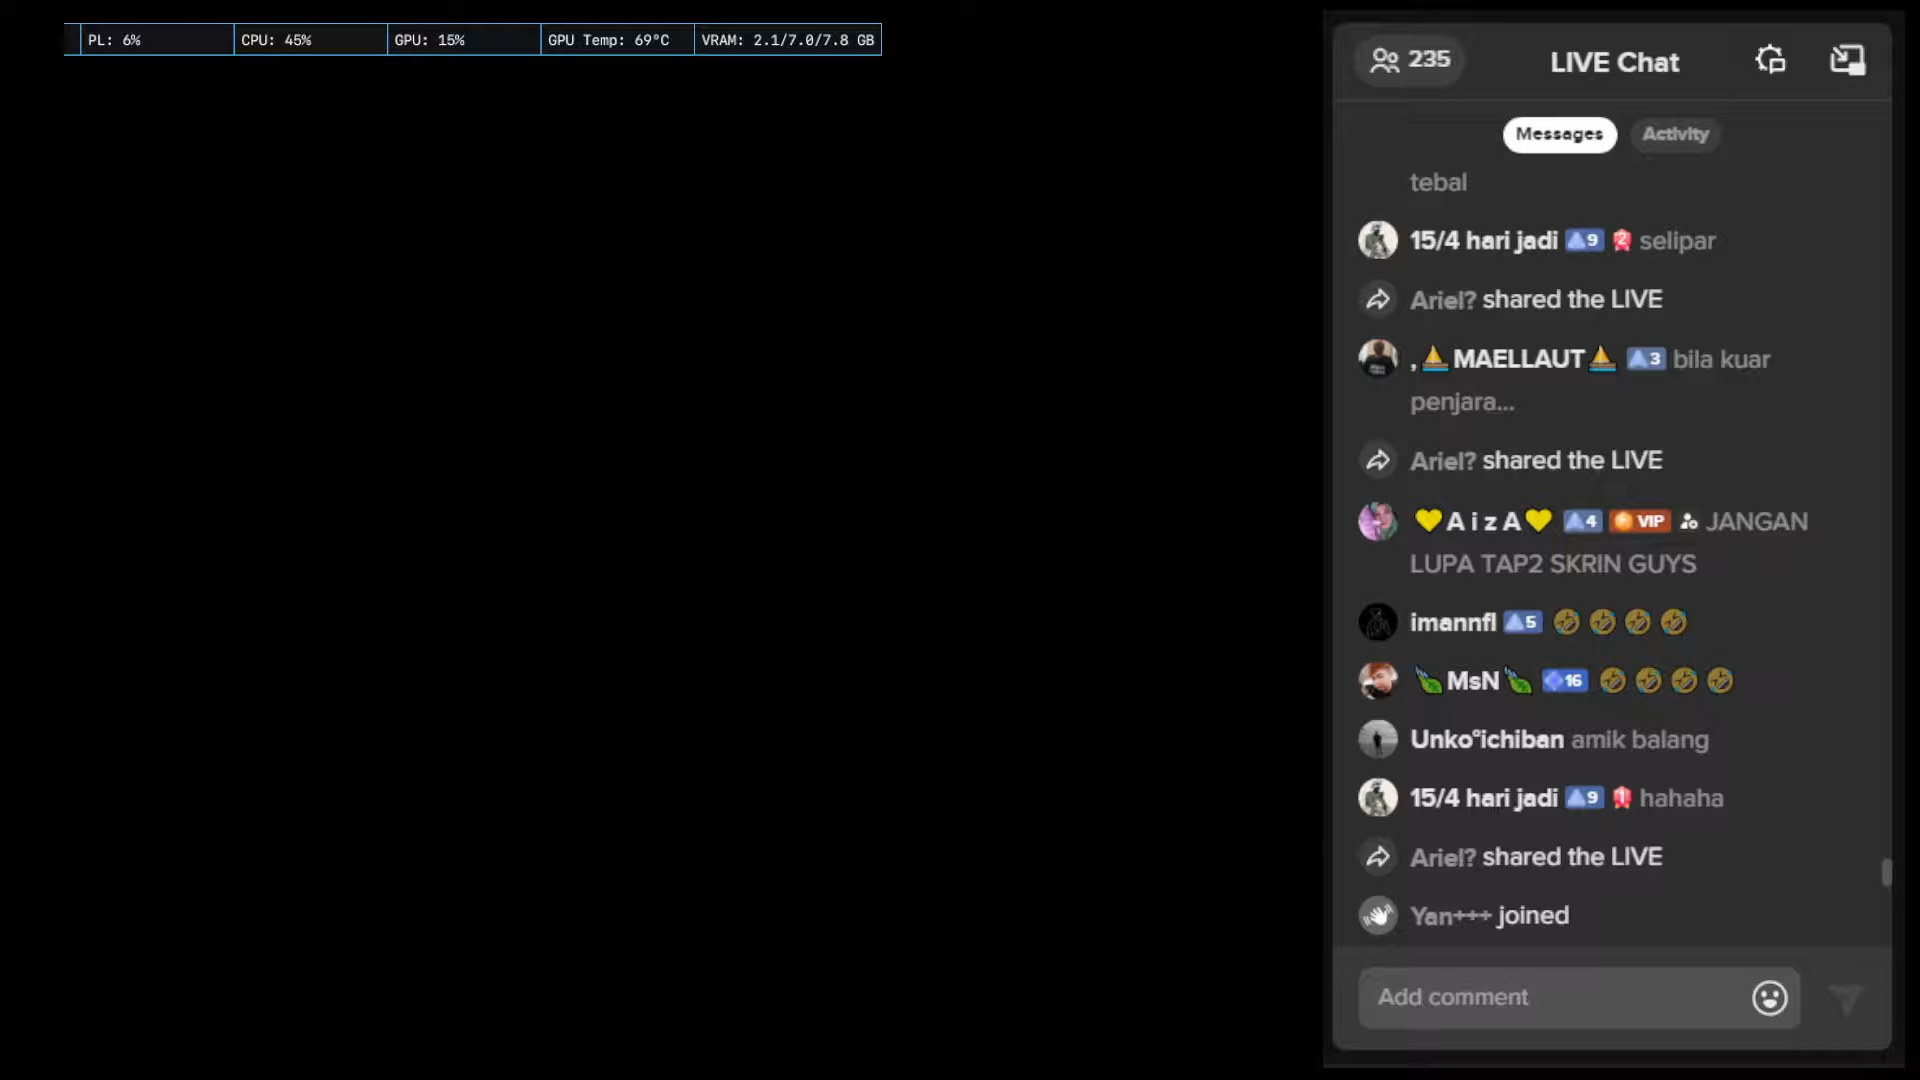 PL: 6% CPU: 45% GPU: 15% GPU Temp: 69°C VRAM: 2.1/7.0/7.8 GB
235 LIVE Chat
Messages Activity
tebal
15/4 hari jadi 9 2 selipar
Ariel? shared the LIVE
, ⛵ MAELLAUT ⛵ 3 bila kuar
penjara...
Ariel? shared the LIVE
💛 A i z A 💛 4 VIP JANGAN
LUPA TAP2 SKRIN GUYS
imannfl 5 🤣 🤣 🤣 🤣
MsN 16 🤣 🤣 🤣 🤣
Unko°ichiban amik balang
15/4 hari jadi 9 1 hahaha
Ariel? shared the LIVE
Yan+++ joined
Add comment